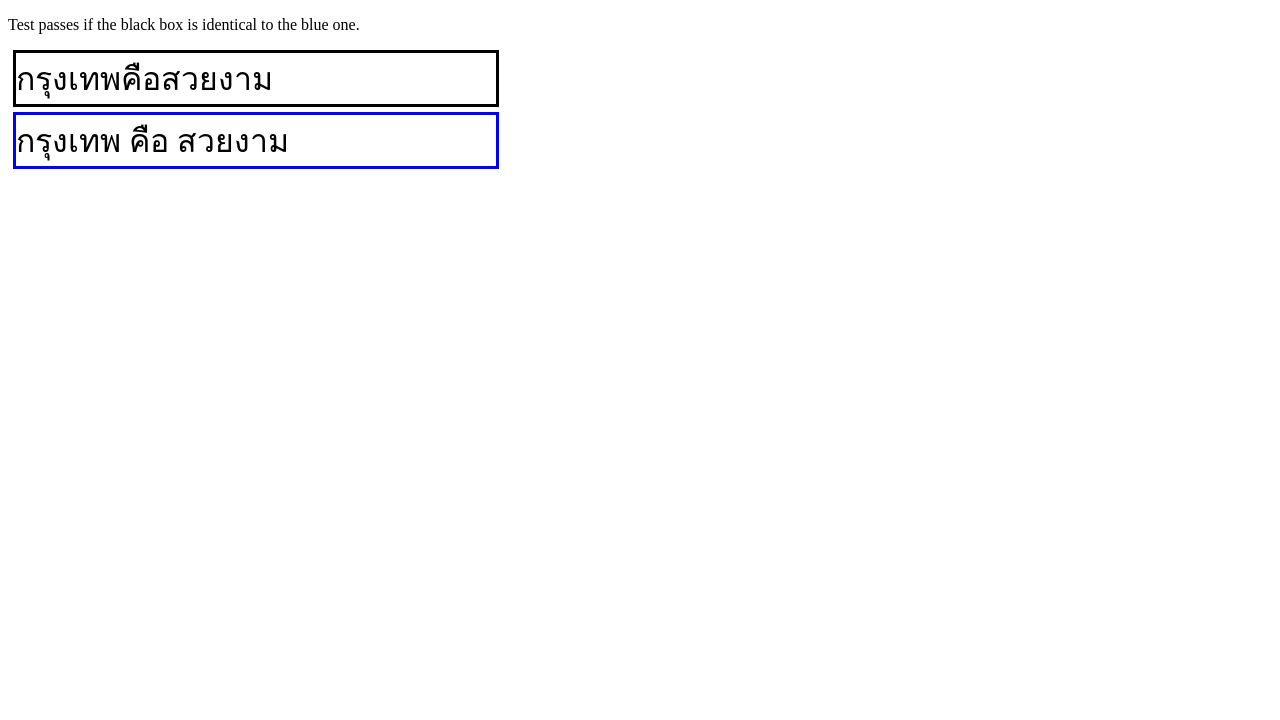 Test passes if the black box is identical to the blue one.
กรุงเทพคือสวยงาม
กรุงเทพ คือ สวยงาม